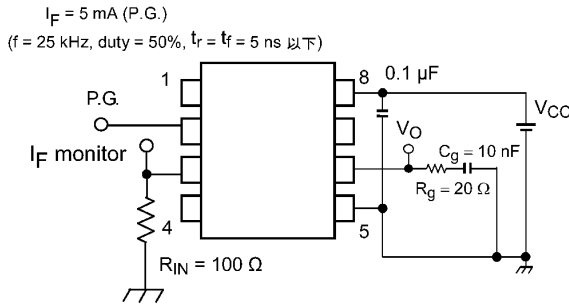 I_F = 5 mA (P.G.)
(f = 25 kHz, duty = 50%, t_r = t_f = 5 ns 以下)
1
8
0.1 µF
P.G.
V_CC
I_F monitor
V_O
C_g = 10 nF
R_g = 20 Ω
4
5
R_IN = 100 Ω